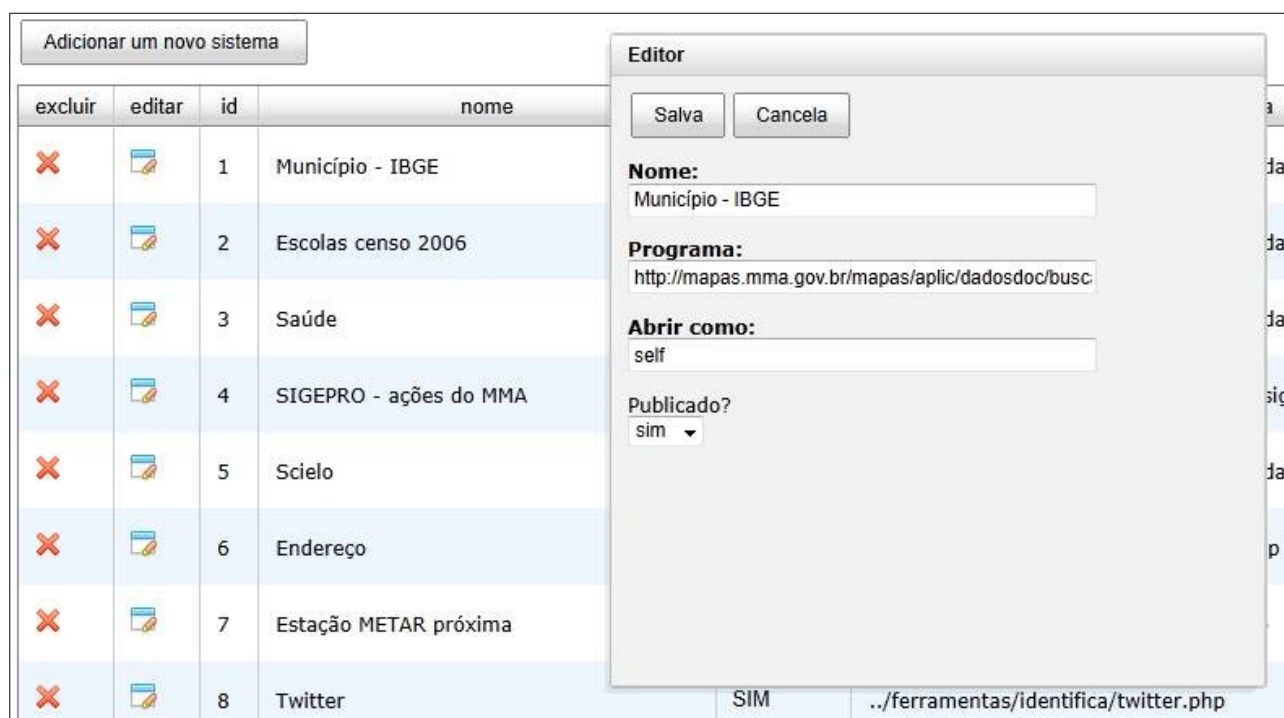 Adicionar um novo sistema
excluir editar id nome
1 Município - IBGE
2 Escolas censo 2006
3 Saúde
4 SIGEPRO - ações do MMA
5 Scielo
6 Endereço
7 Estação METAR próxima
8 Twitter SIM ../ferramentas/identifica/twitter.php
Editor
Salva Cancela
Nome:
Município - IBGE
Programa:
http://mapas.mma.gov.br/mapas/aplic/dadosdoc/busc
Abrir como:
self
Publicado?
sim